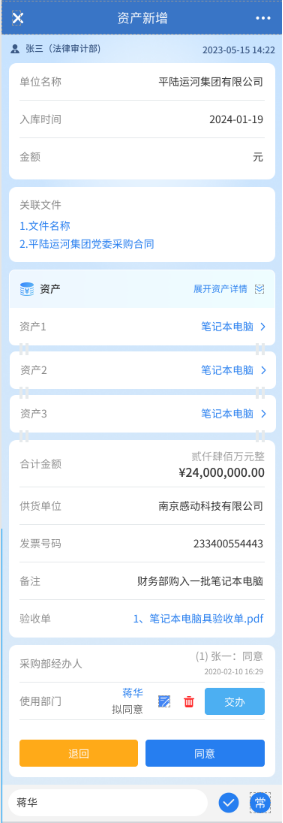 资产新增
张三（法律审计部)
2023-05-15 14:22
单位名称
平陆运河集团有限公司
入库时间
2024-01-19
金额
元
关联文件
1.文件名称
2.平陆运河集团党委采购合同
资产
展开资产详情
资产1
笔记本电脑
资产2
笔记本电脑
资产3
笔记本电脑
合计金额
贰仟肆佰万元整
¥24,000,000.00
供货单位
南京感动科技有限公司
发票号码
233400554443
备注
财务部购入一批笔记本电脑
验收单
1、笔记本电脑具验收单.pdf
采购部经办人
(1) 张一：同意
2020-02-10 16:29
使用部门
蒋华
拟同意
交办
退回
同意
蒋华
常